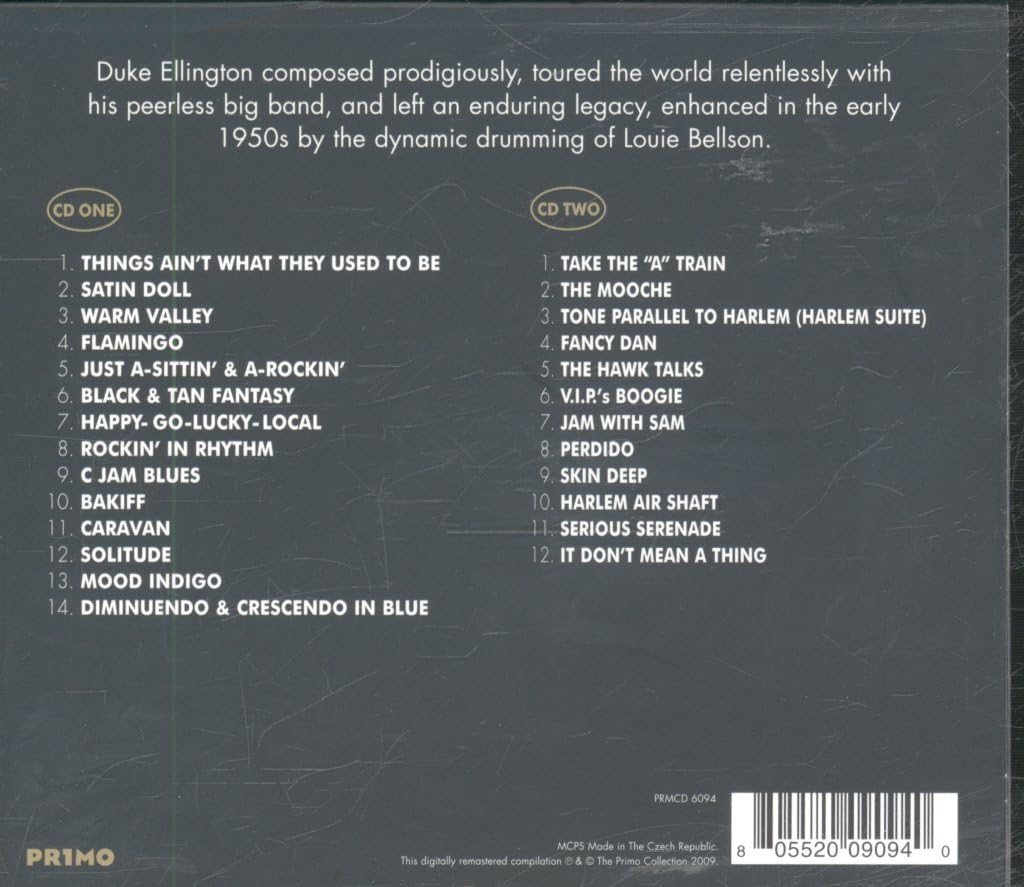 Duke Ellington composed prodigiously, toured the world relentlessly with
his peerless big band, and left an enduring legacy, enhanced in the early
1950s by the dynamic drumming of Louie Bellson.
CD ONE
1. THINGS AIN'T WHAT THEY USED TO BE
2. SATIN DOLL
3. WARM VALLEY
4. FLAMINGO
5. JUST A-SITTIN' & A-ROCKIN'
6. BLACK & TAN FANTASY
7. HAPPY- GO-LUCKY- LOCAL
8. ROCKIN' IN RHYTHM
9. C JAM BLUES
10. BAKIFF
11. CARAVAN
12. SOLITUDE
13. MOOD INDIGO
14. DIMINUENDO & CRESCENDO IN BLUE
CD TWO
1. TAKE THE “A” TRAIN
2. THE MOOCHE
3. TONE PARALLEL TO HARLEM (HARLEM SUITE)
4. FANCY DAN
5. THE HAWK TALKS
6. V.I.P.'s BOOGIE
7. JAM WITH SAM
8. PERDIDO
9. SKIN DEEP
10. HARLEM AIR SHAFT
11. SERIOUS SERENADE
12. IT DON'T MEAN A THING
PRMCD 6094
MCPS Made in The Czech Republic.
This digitally remastered compilation ℗ & © The Primo Collection 2009.
8 05520 09094 0
PR1MO